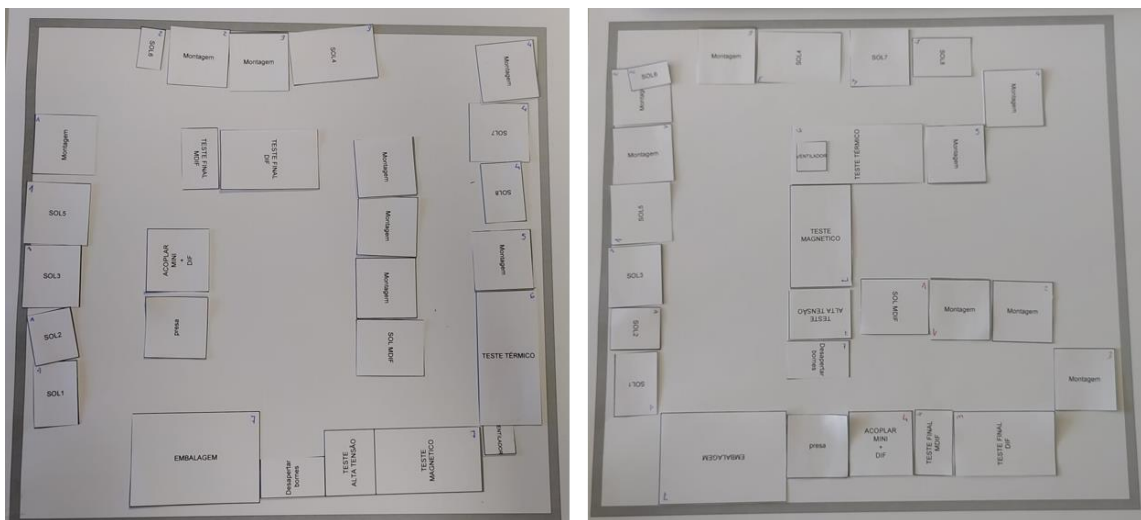 SOL6
Montagem
Montagem
SOL4
Montagem
Montagem
TESTE FINAL
MDIF
TESTE FINAL
DIF
Montagem
SOL7
SOL5
Montagem
SOL8
ACOPLAR
MINI
+
DIF
SOL3
Montagem
Montagem
presa
SOL2
SOL MDIF
TESTE TÉRMICO
SOL1
EMBALAGEM
Desapertar
bornes
TESTE
ALTA TENSÃO
TESTE
MAGNETICO
VENTILADOR
Montagem
SOL4
SOL7
SOL8
SOL6
Montagem
Montagem
Montagem
VENTILADOR
TESTE TÉRMICO
Montagem
SOL5
TESTE
MAGNETICO
SOL3
SOL MDIF
Montagem
Montagem
SOL2
TESTE
ALTA TENSÃO
Desapertar
bornes
SOL1
Montagem
EMBALAGEM
presa
ACOPLAR
MINI
+
DIF
TESTE FINAL
MDIF
TESTE FINAL
DIF